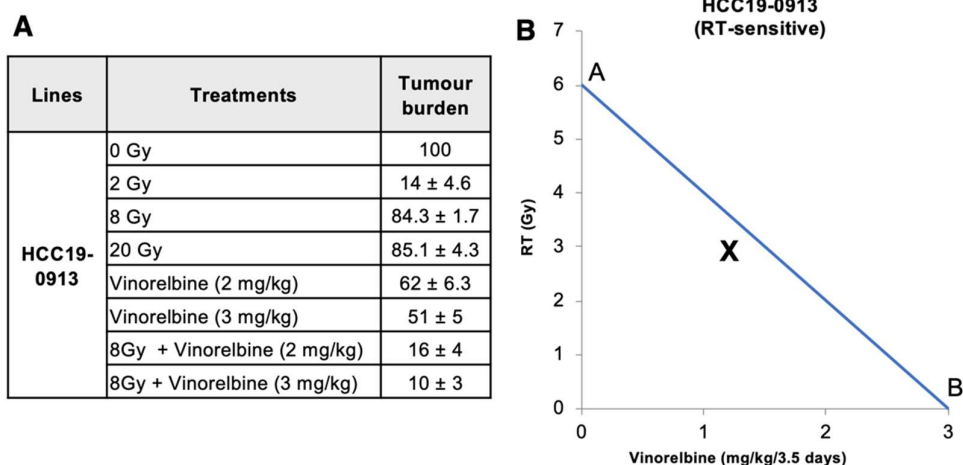 A
Lines Treatments Tumour burden
HCC19-0913
0 Gy 100
2 Gy 14 ± 4.6
8 Gy 84.3 ± 1.7
20 Gy 85.1 ± 4.3
Vinorelbine (2 mg/kg) 62 ± 6.3
Vinorelbine (3 mg/kg) 51 ± 5
8Gy + Vinorelbine (2 mg/kg) 16 ± 4
8Gy + Vinorelbine (3 mg/kg) 10 ± 3
B
HCC19-0913
(RT-sensitive)
RT (Gy)
7
6
5
4
3
2
1
0
A
X
B
0 1 2 3
Vinorelbine (mg/kg/3.5 days)